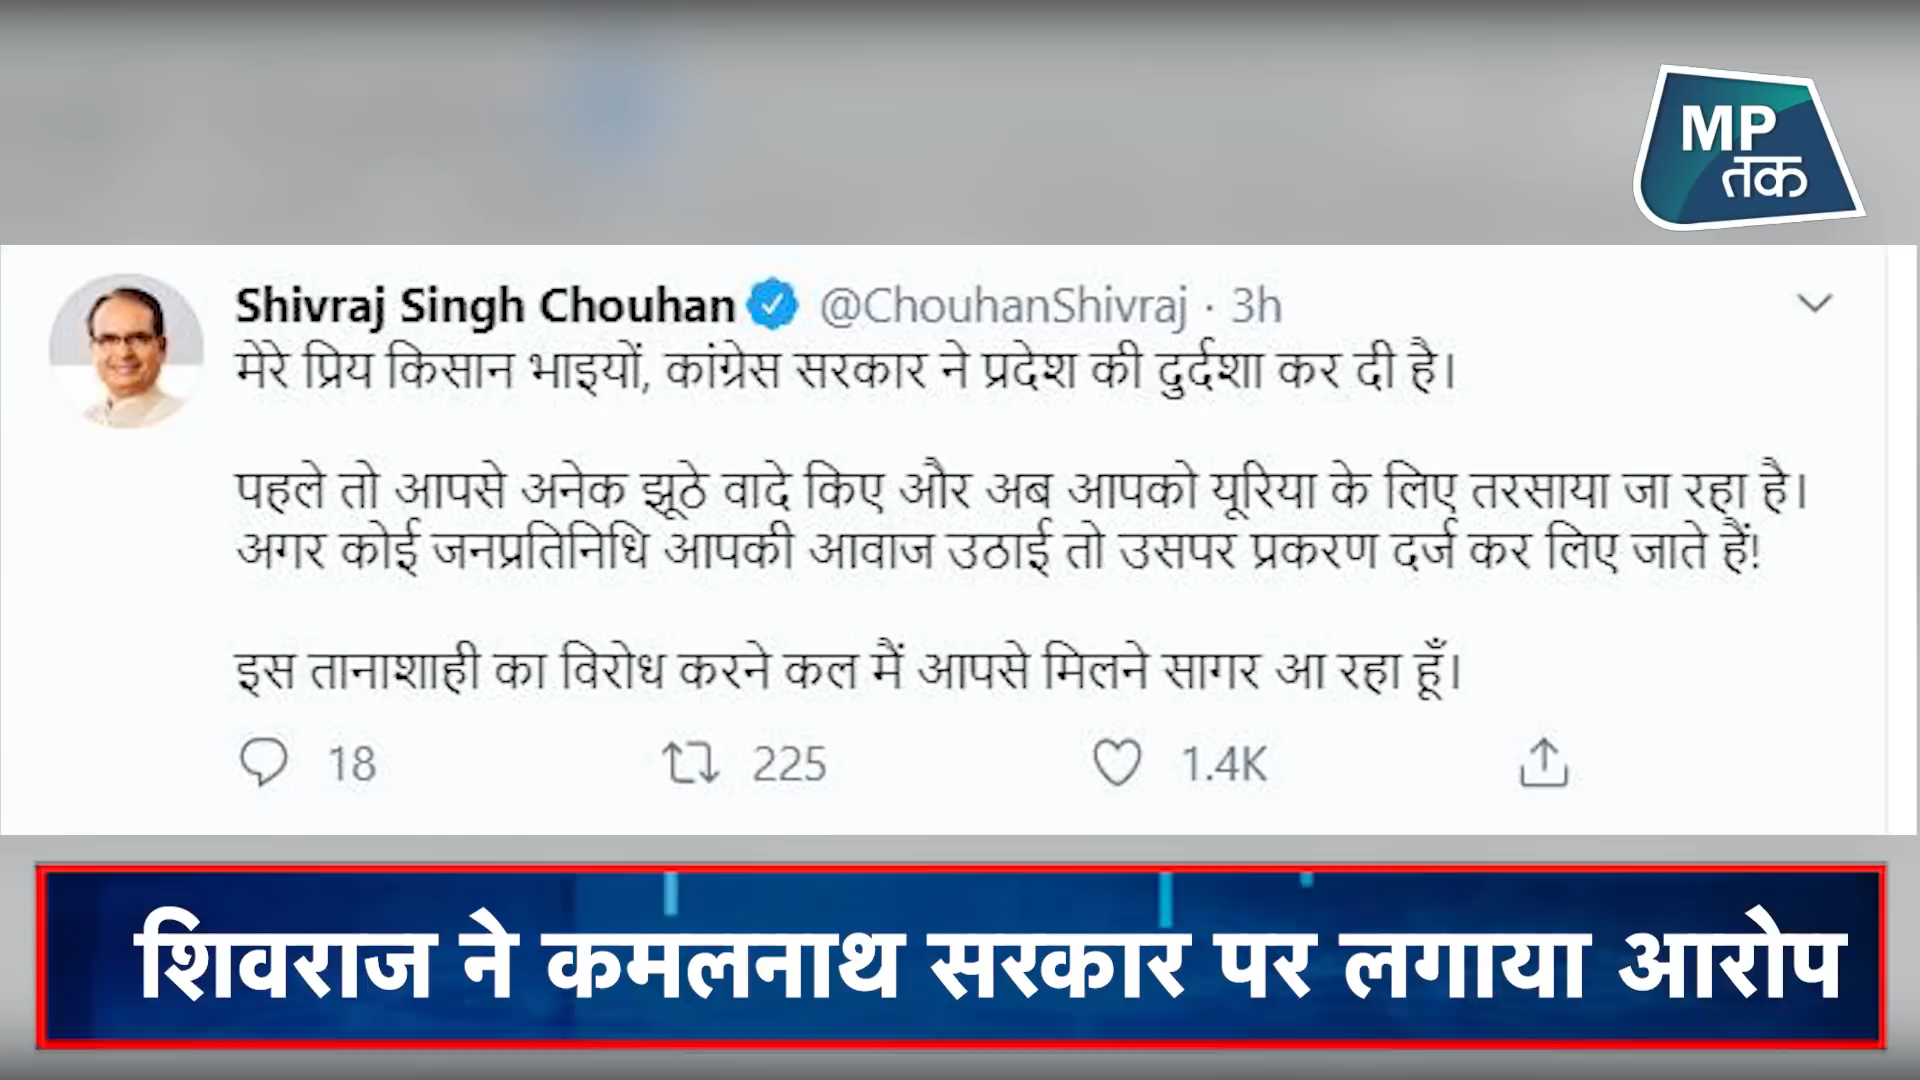 MP
तक
Shivraj Singh Chouhan @ChouhanShivraj · 3h
मेरे प्रिय किसान भाइयों, कांग्रेस सरकार ने प्रदेश की दुर्दशा कर दी है।
पहले तो आपसे अनेक झूठे वादे किए और अब आपको यूरिया के लिए तरसाया जा रहा है।
अगर कोई जनप्रतिनिधि आपकी आवाज उठाई तो उसपर प्रकरण दर्ज कर लिए जाते हैं!
इस तानाशाही का विरोध करने कल मैं आपसे मिलने सागर आ रहा हूँ।
18 225 1.4K
शिवराज ने कमलनाथ सरकार पर लगाया आरोप